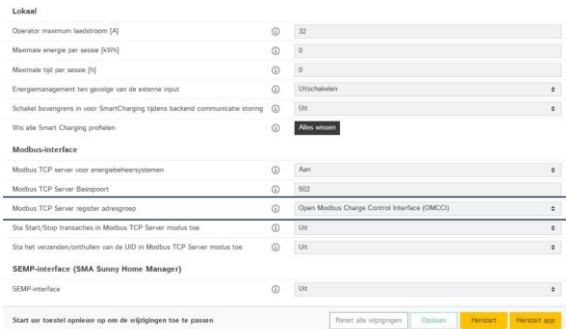 Lokaal
Operator maximum laadstroom [A] 32
Maximale energie per sessie [kWh] 0
Maximale tijd per sessie [h] 0
Energiemanagement ten gevolge van de externe input Uitschakelen
Schakel bovengrens in voor SmartCharging tijdens backend communicatie storing Uit
Wis alle Smart Charging profielen Alles wissen
Modbus-interface
Modbus TCP server voor energiebeheersystemen Aan
Modbus TCP Server Basispoort 502
Modbus TCP Server register adresgroep Open Modbus Charge Control Interface (OMCCI)
Sta Start/Stop transacties in Modbus TCP Server modus toe Uit
Sta het verzenden/onthullen van de UID in Modbus TCP Server modus toe Uit
SEMP-interface (SMA Sunny Home Manager)
SEMP-interface Uit
Start uw toestel opnieuw op om de wijzigingen toe te passen Reset alle wijzigingen Opslaan Herstart Herstart app